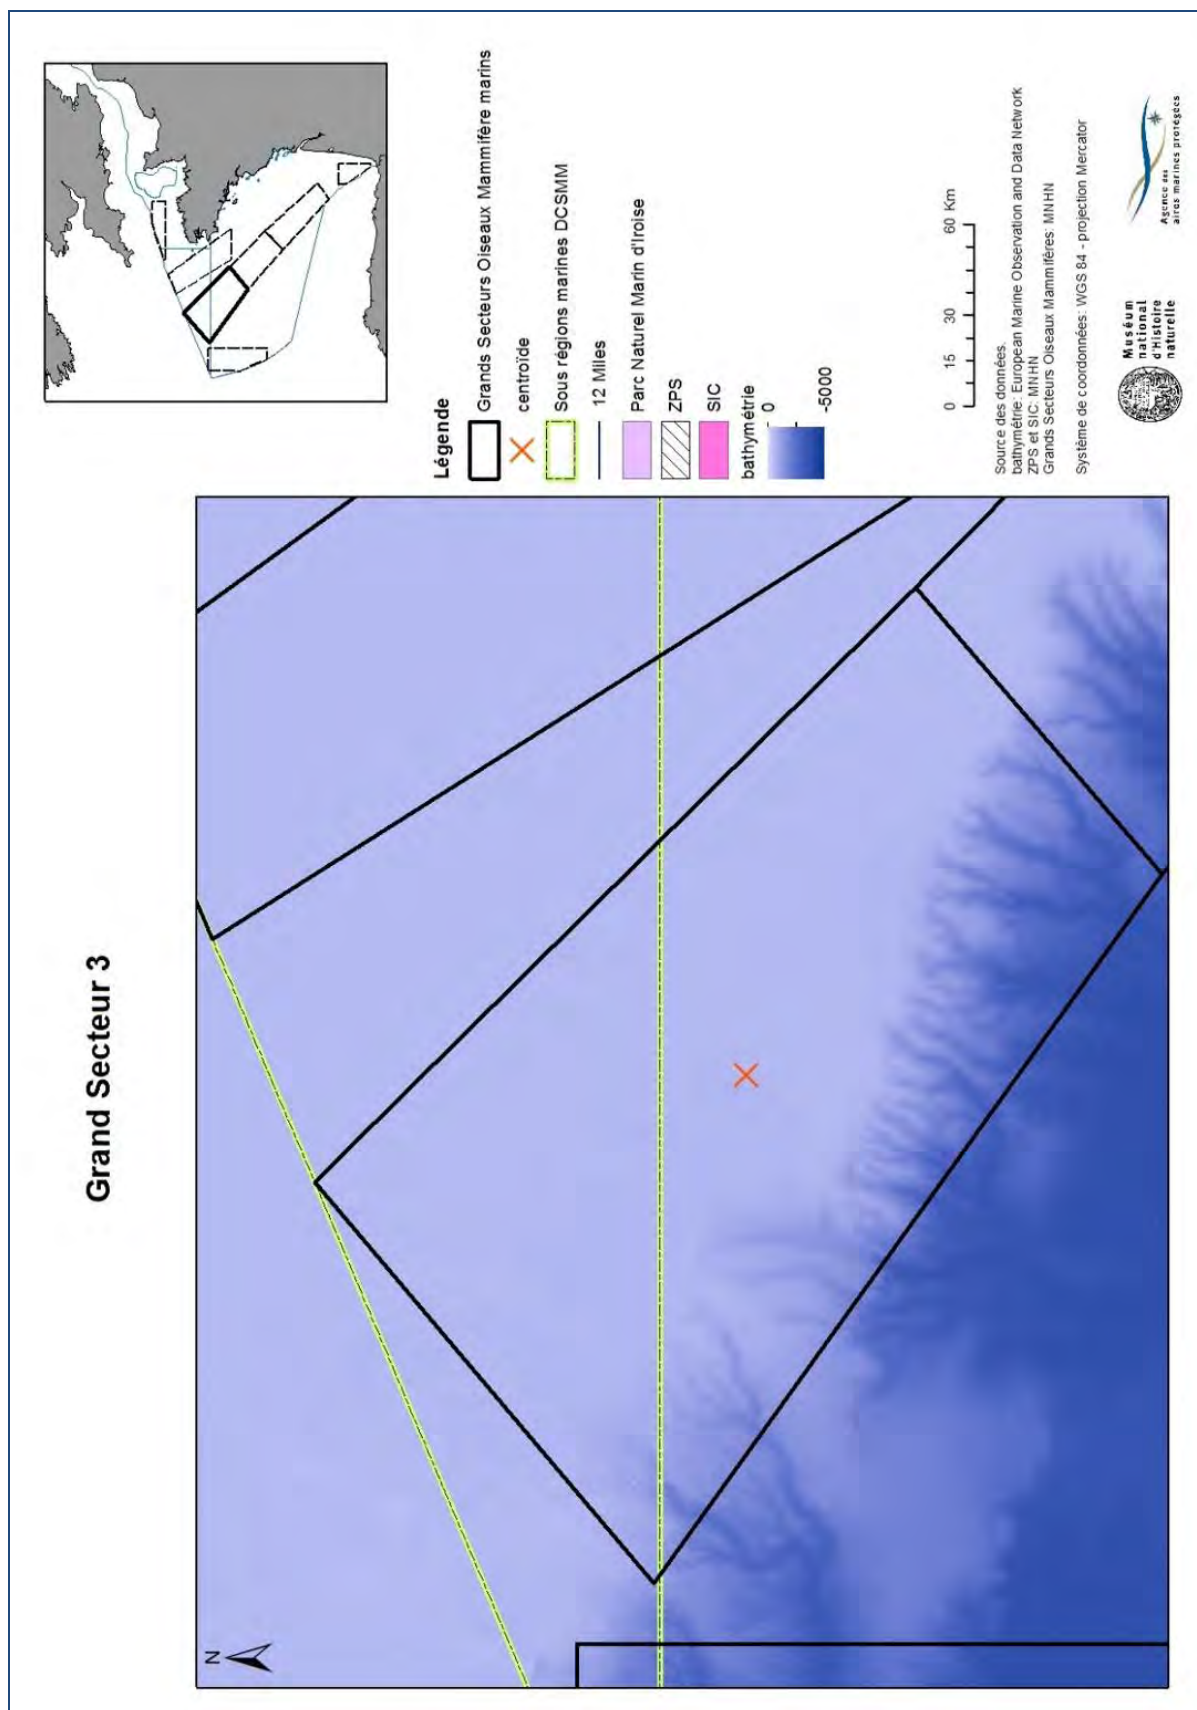 Grand Secteur 3
N
Légende
Grands Secteurs Oiseaux Mammifère marins
centroïde
Sous régions marines DCSMM
12 Miles
Parc Naturel Marin d'Iroise
ZPS
SIC
bathymétrie
0
-5000
0 15 30 60 Km
Source des données:
bathymétrie: European Marine Observation and Data Network
ZPS et SIC: MNHN
Grands Secteurs Oiseaux Mammifères: MNHN
Système de coordonnées: WGS 84 - projection Mercator
Muséum
national
d'Histoire
naturelle
Agence des
aires marines protégées